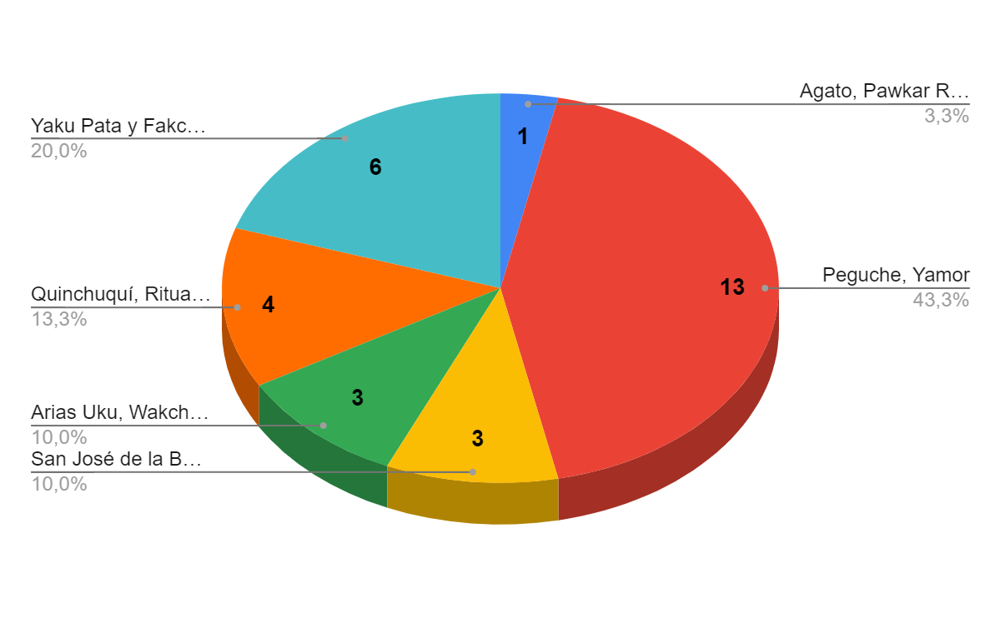 Agato, Pawkar R…
3,3%
Yaku Pata y Fakc…
20,0%
1
6
Peguche, Yamor
43,3%
13
Quinchuquí, Ritua…
13,3%
4
Arias Uku, Wakch…
10,0%
3
San José de la B…
10,0%
3